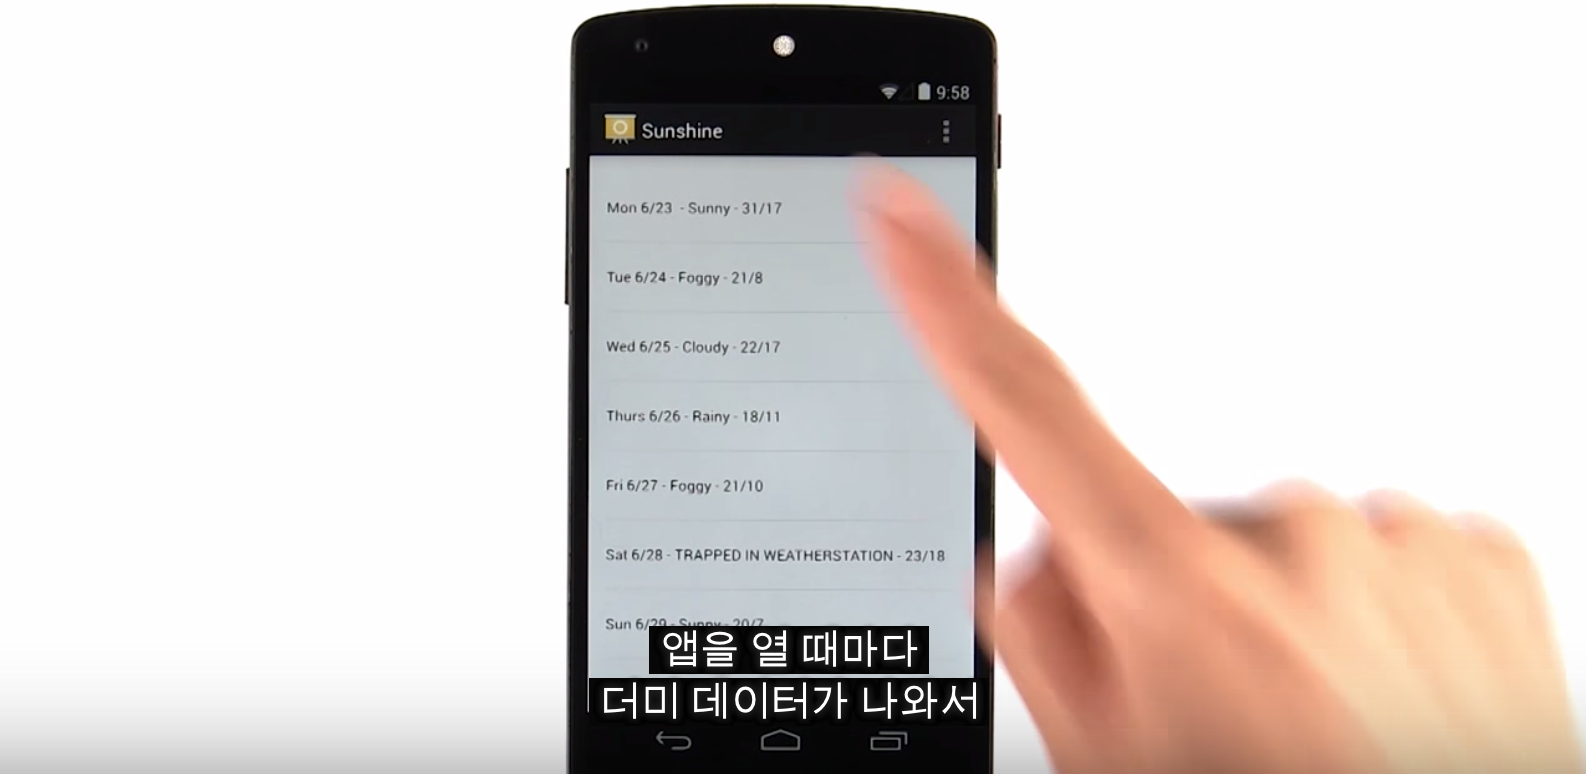 9:58
Sunshine
Mon 6/23 - Sunny - 31/17
Tue 6/24 - Foggy - 21/8
Wed 6/25 - Cloudy - 22/17
Thurs 6/26 - Rainy - 18/11
Fri 6/27 - Foggy - 21/10
Sat 6/28 - TRAPPED IN WEATHERSTATION - 23/18
Sun 6/29 - Sunny - 20/7
앱을 열 때마다
더미 데이터가 나와서